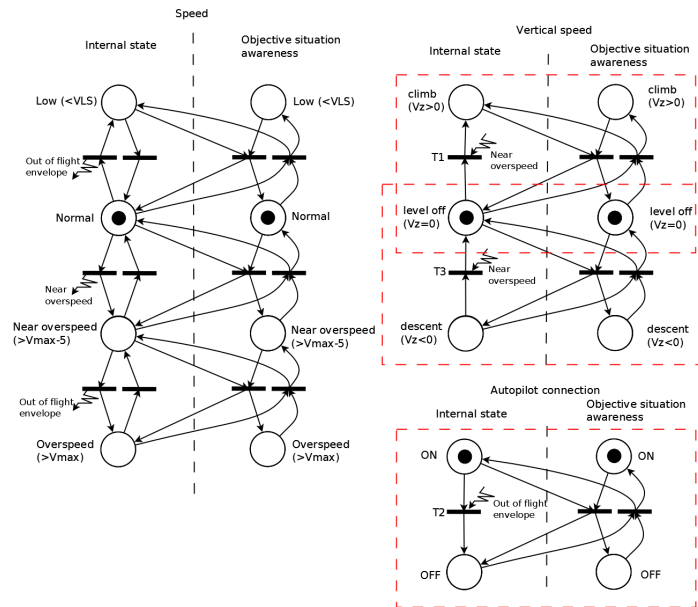 Speed
Internal state
Objective situation
awareness
Low (<VLS)
Low (<VLS)
Out of flight
envelope
Normal
Normal
Near
overspeed
Near overspeed
(>Vmax-5)
Near overspeed
(>Vmax-5)
Out of flight
envelope
Overspeed
(>Vmax)
Overspeed
(>Vmax)
Vertical speed
Internal state
Objective situation
awareness
climb
(Vz>0)
climb
(Vz>0)
T1
Near
overspeed
level off
(Vz=0)
level off
(Vz=0)
T3
Near
overspeed
descent
(Vz<0)
descent
(Vz<0)
Autopilot connection
Internal state
Objective situation
awareness
ON
ON
T2
Out of flight
envelope
OFF
OFF